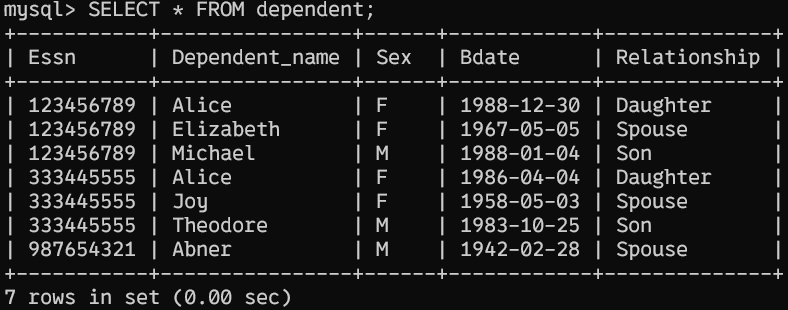 mysql> SELECT * FROM dependent;
+-----------+----------------+------+------------+--------------+
| Essn      | Dependent_name | Sex  | Bdate      | Relationship |
+-----------+----------------+------+------------+--------------+
| 123456789 | Alice          | F    | 1988-12-30 | Daughter     |
| 123456789 | Elizabeth      | F    | 1967-05-05 | Spouse       |
| 123456789 | Michael        | M    | 1988-01-04 | Son          |
| 333445555 | Alice          | F    | 1986-04-04 | Daughter     |
| 333445555 | Joy            | F    | 1958-05-03 | Spouse       |
| 333445555 | Theodore       | M    | 1983-10-25 | Son          |
| 987654321 | Abner          | M    | 1942-02-28 | Spouse       |
+-----------+----------------+------+------------+--------------+
7 rows in set (0.00 sec)